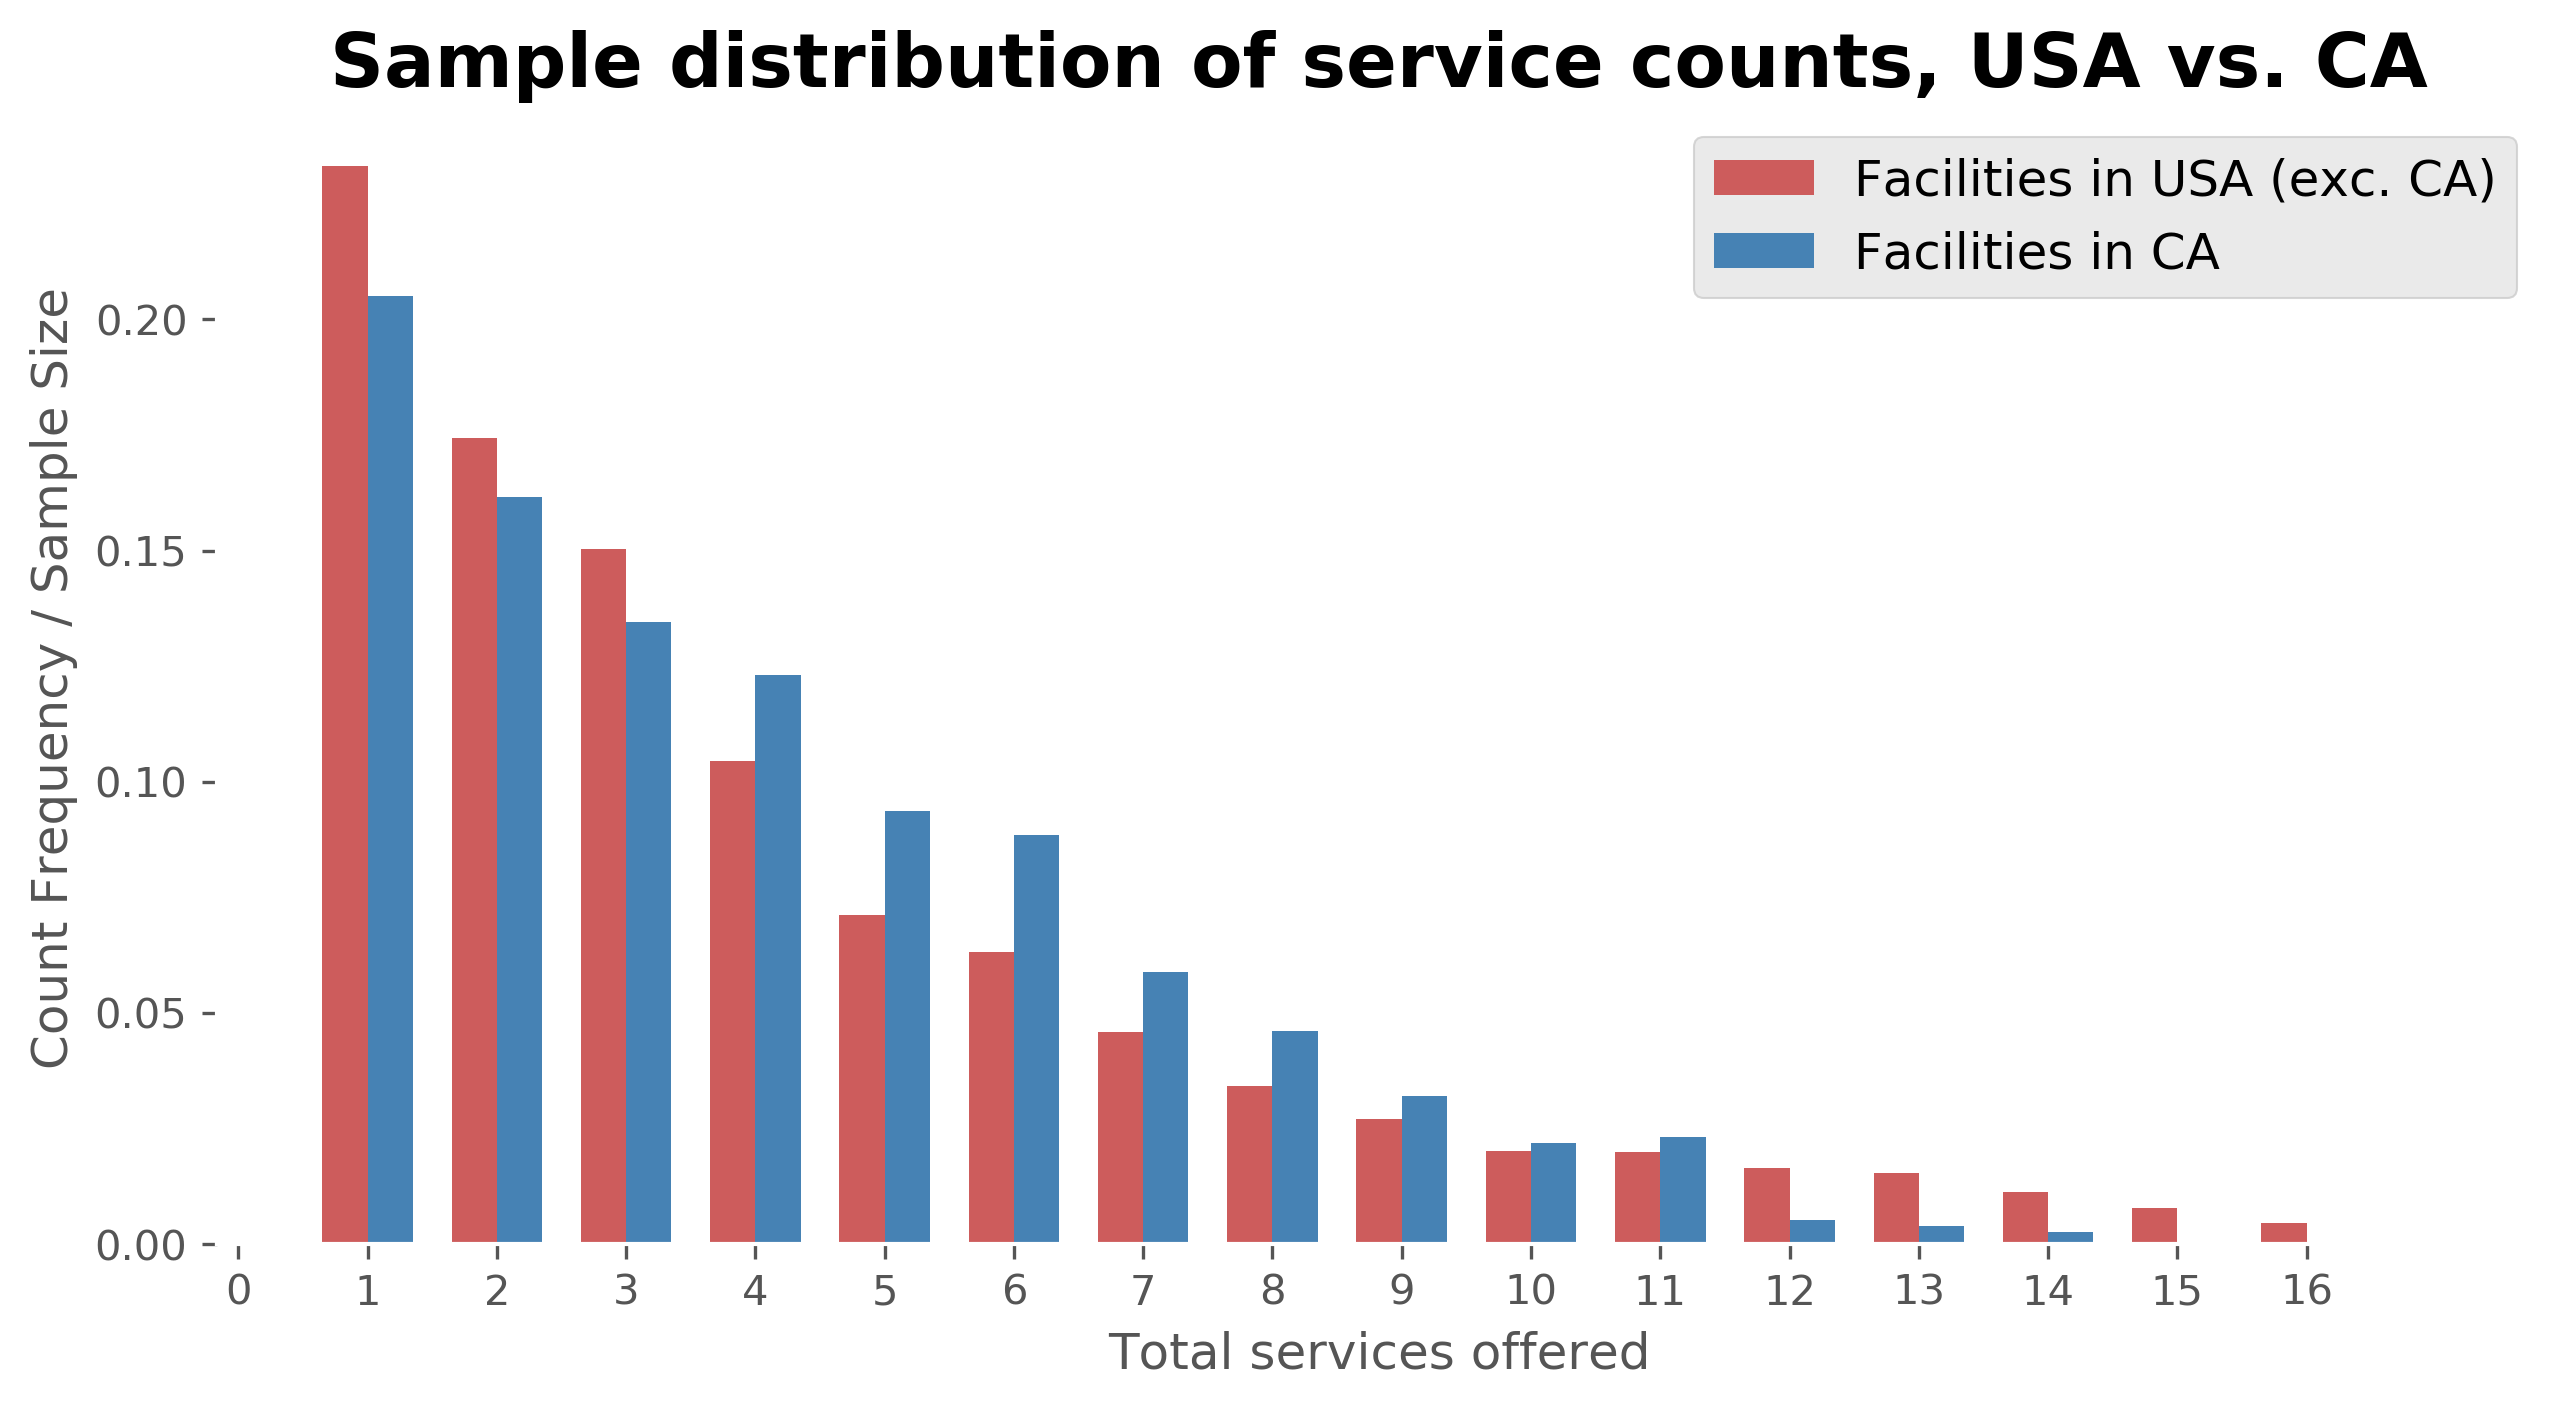 Sample distribution of service counts, USA vs. CA
Facilities in USA (exc. CA)
Facilities in CA
Count Frequency / Sample Size
0.20
0.15
0.10
0.05
0.00
0 1 2 3 4 5 6 7 8 9 10 11 12 13 14 15 16
Total services offered